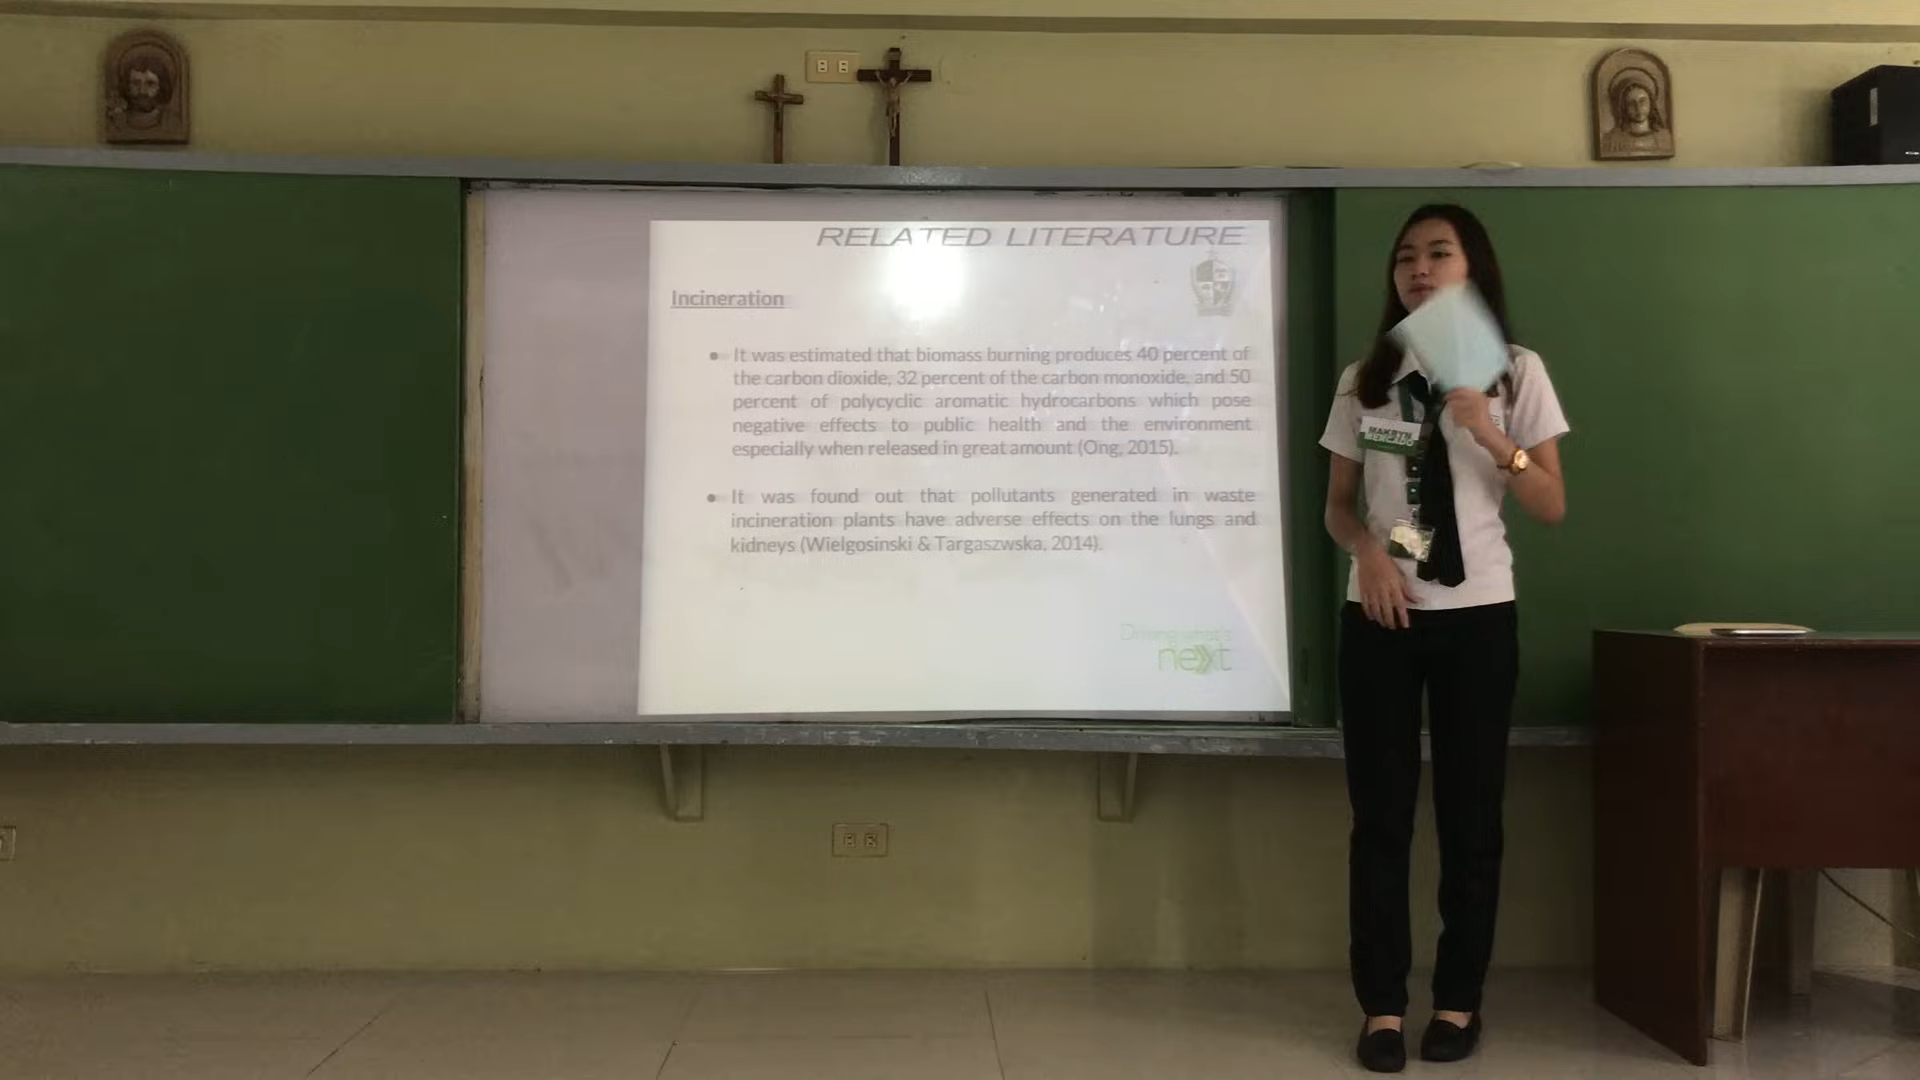 RELATED LITERATURE
Incineration
It was estimated that biomass burning produces 40 percent of
the carbon dioxide, 32 percent of the carbon monoxide, and 50
percent of polycyclic aromatic hydrocarbons which pose
negative effects to public health and the environment
especially when released in great amount (Ong, 2015).
It was found out that pollutants generated in waste
incineration plants have adverse effects on the lungs and
kidneys (Wielgosinski & Targaszwska, 2014).
next
MERCADO